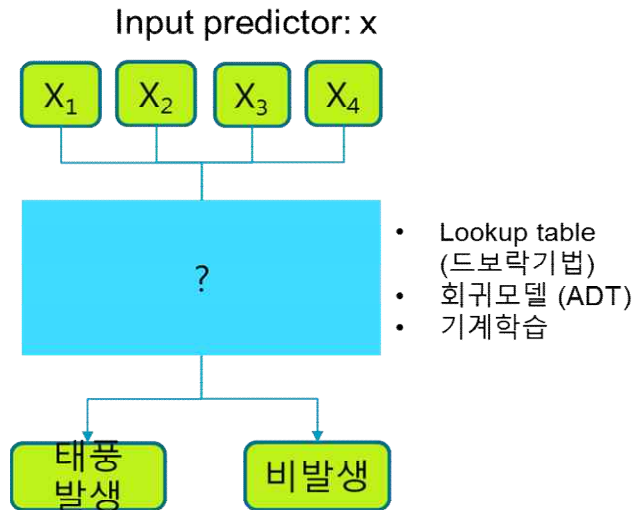 Input predictor: x
X₁ X₂ X₃ X₄
?
• Lookup table
(드보락기법)
• 회귀모델 (ADT)
• 기계학습
태풍
발생
비발생